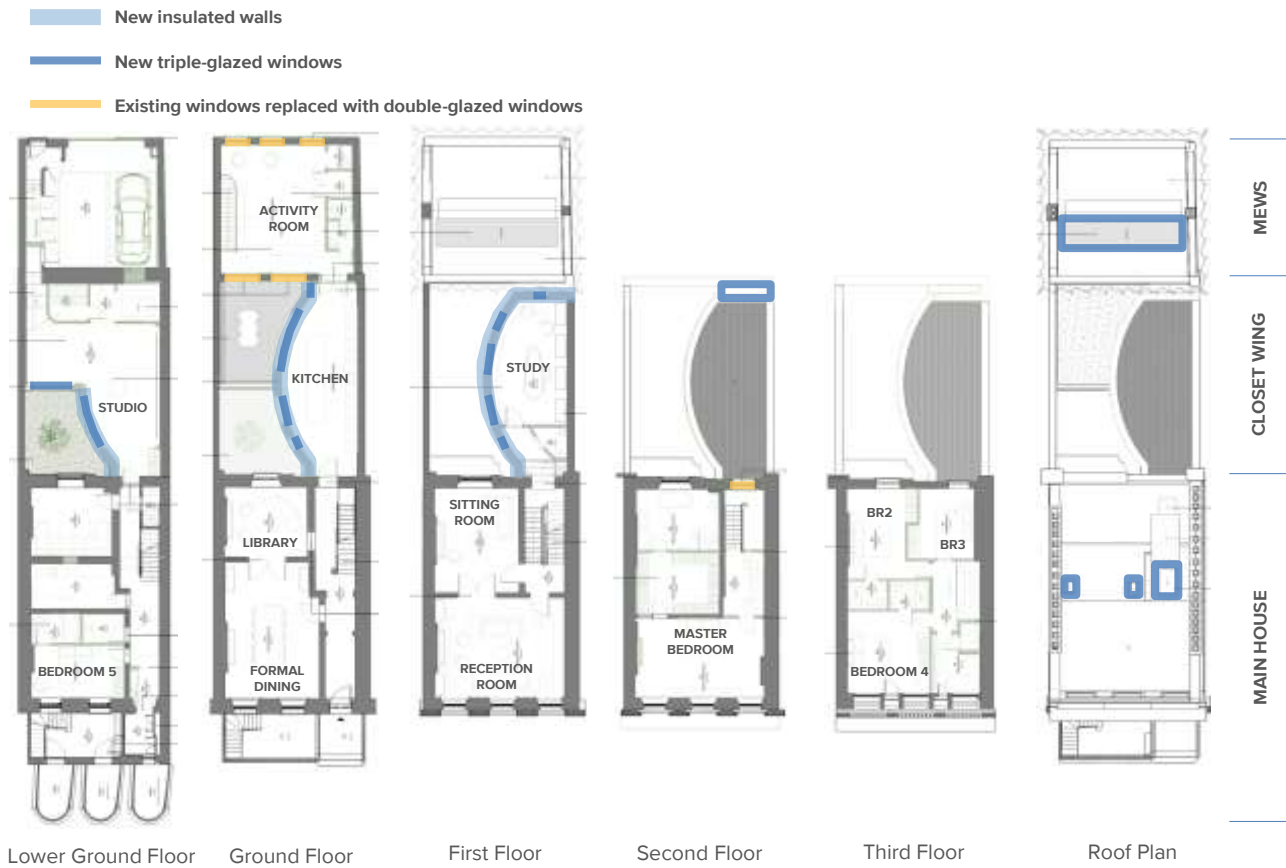 New insulated walls
New triple-glazed windows
Existing windows replaced with double-glazed windows
ACTIVITY
ROOM
KITCHEN
STUDIO
STUDY
LIBRARY
SITTING
ROOM
BR2
BR3
BEDROOM 5
FORMAL
DINING
RECEPTION
ROOM
MASTER
BEDROOM
BEDROOM 4
MEWS
CLOSET WING
MAIN HOUSE
Lower Ground Floor
Ground Floor
First Floor
Second Floor
Third Floor
Roof Plan